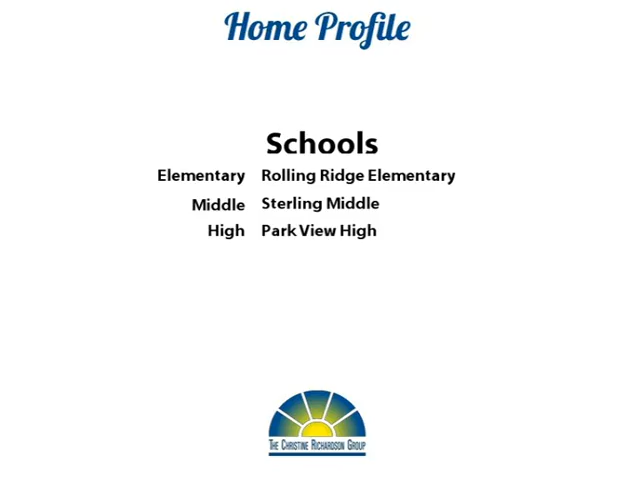 Home Profile
Schools
Elementary Rolling Ridge Elementary
Middle Sterling Middle
High Park View High
The Christine Richardson Group